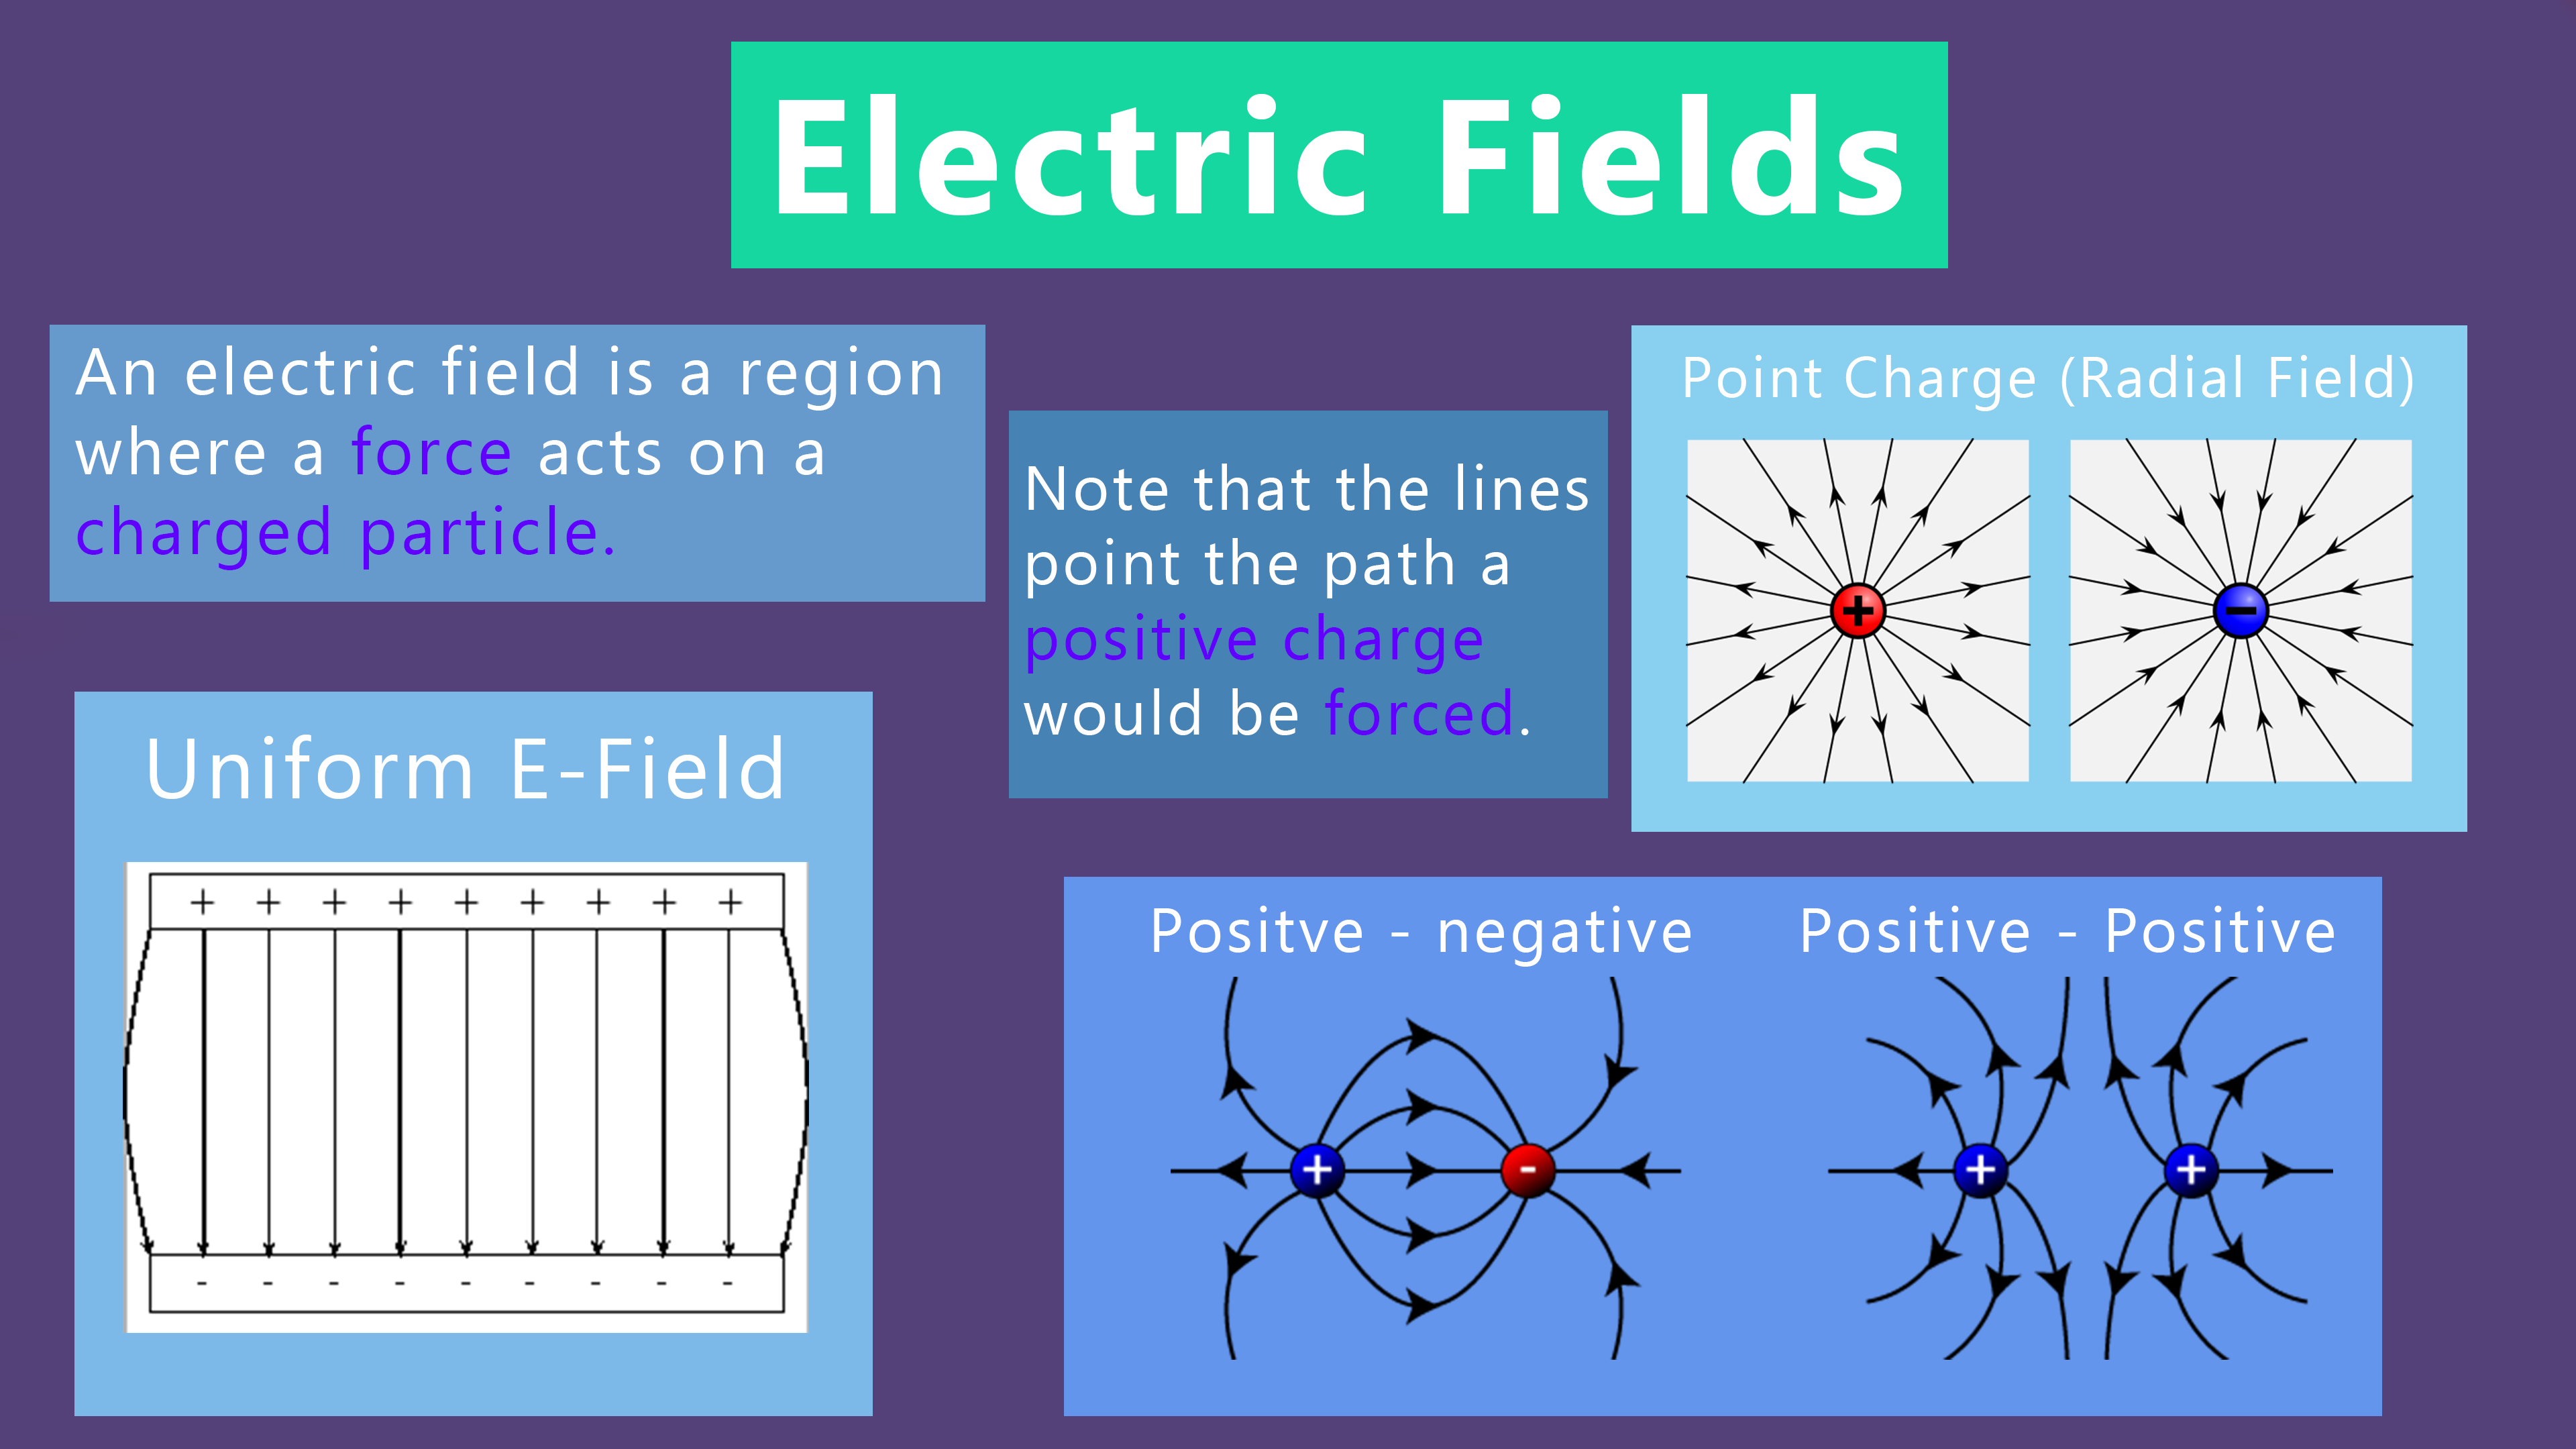 Electric Fields
An electric field is a region
where a force acts on a
charged particle.
Note that the lines
point the path a
positive charge
would be forced.
Point Charge (Radial Field)
+
−
Uniform E-Field
+ + + + + + + + +
- - - - - - - - -
Positve - negative
+ -
Positive - Positive
+ +